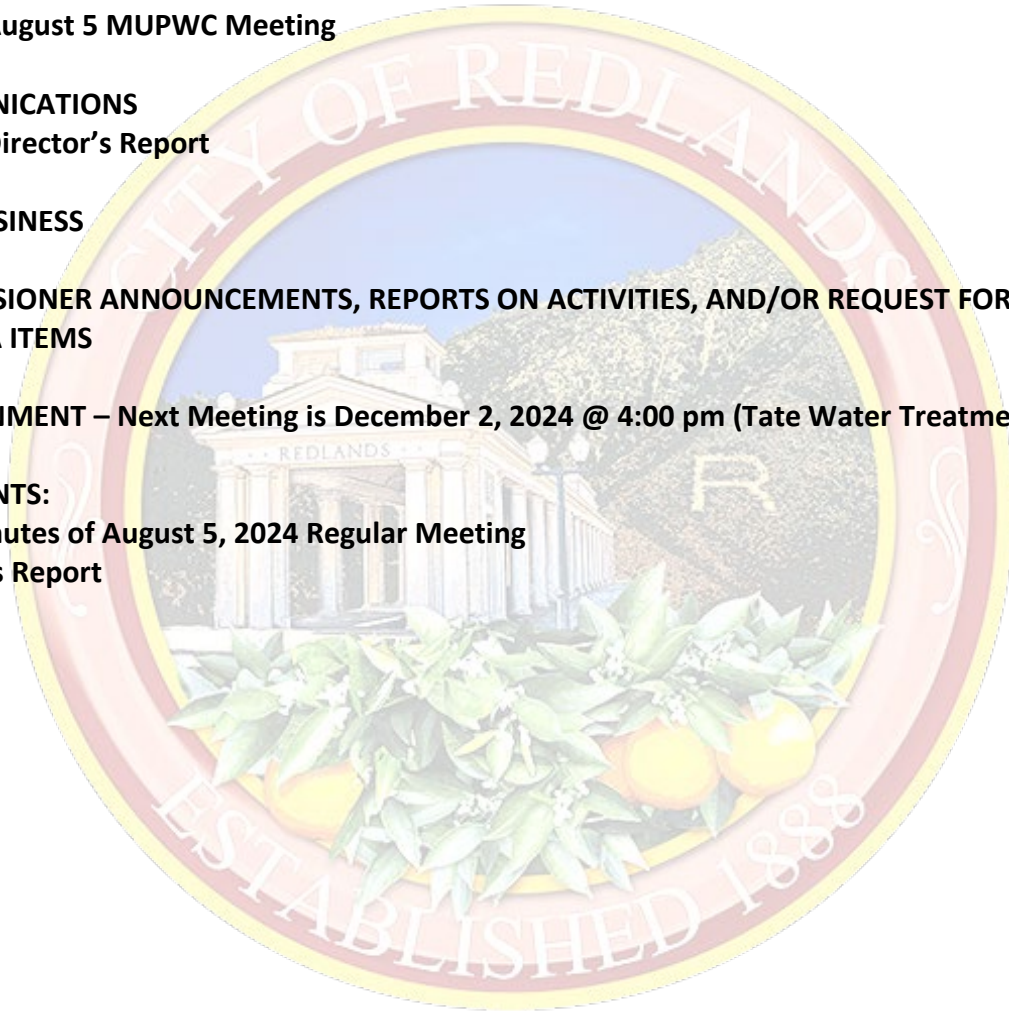 August 5 MUPWC Meeting
NICATIONS
Director’s Report
SINESS
SIONER ANNOUNCEMENTS, REPORTS ON ACTIVITIES, AND/OR REQUEST FOR
A ITEMS
NMENT – Next Meeting is December 2, 2024 @ 4:00 pm (Tate Water Treatme
NTS:
nutes of August 5, 2024 Regular Meeting
s Report
CITY OF REDLANDS
REDLANDS
R
ESTABLISHED 1888